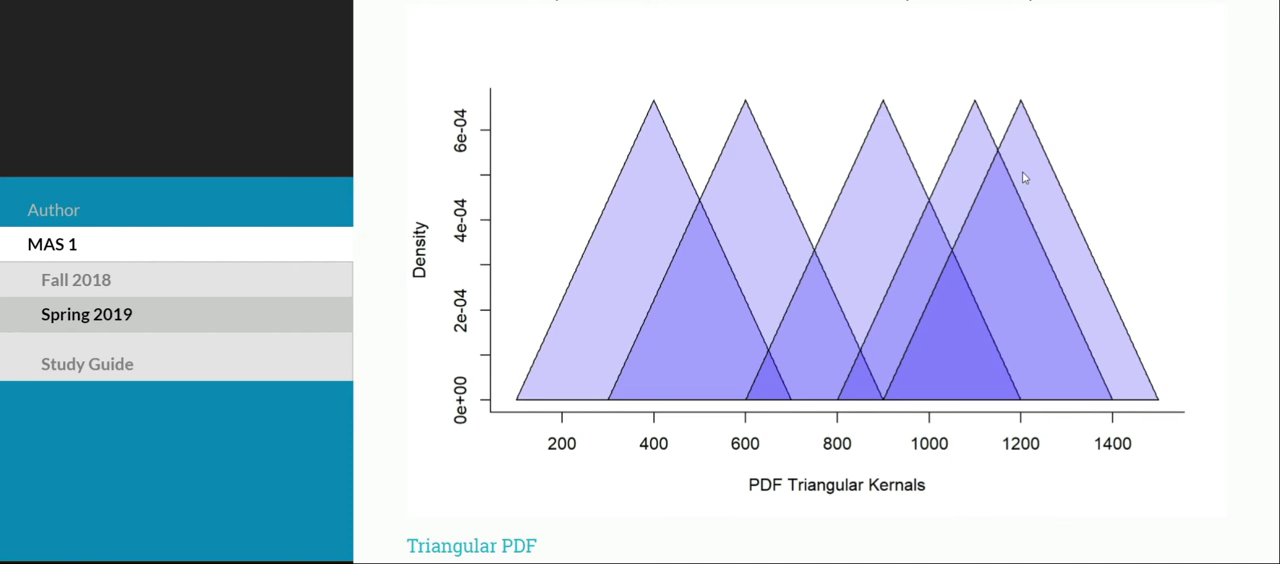 Author
MAS 1
Fall 2018
Spring 2019
Study Guide
Density
6e-04
4e-04
2e-04
0e+00
200 400 600 800 1000 1200 1400
PDF Triangular Kernals
Triangular PDF